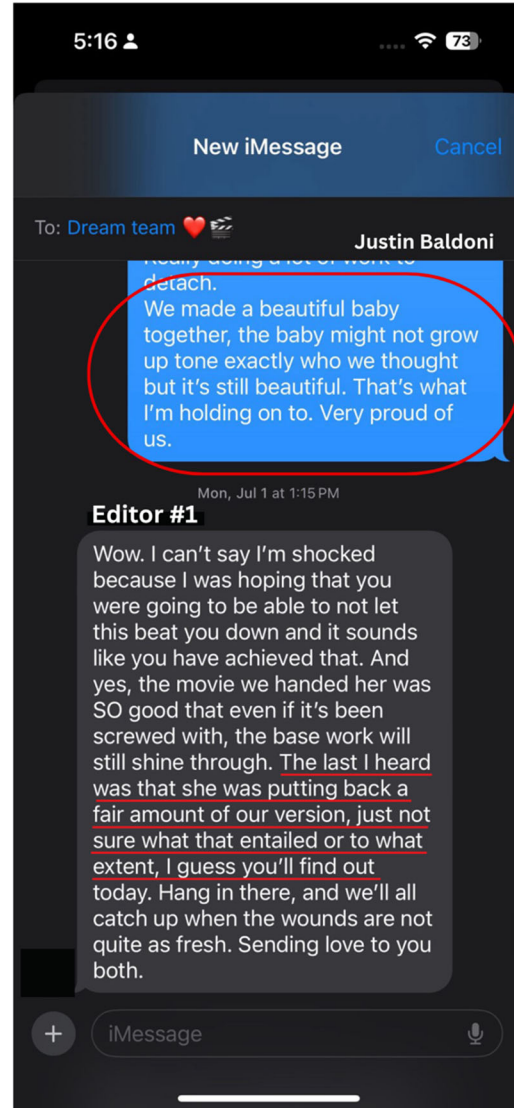 5:16
73
New iMessage
Cancel
To: Dream team ❤️🎬
Justin Baldoni
Really doing a lot of work to
detach.
We made a beautiful baby
together, the baby might not grow
up tone exactly who we thought
but it's still beautiful. That's what
I'm holding on to. Very proud of
us.
Mon, Jul 1 at 1:15 PM
Editor #1
Wow. I can't say I'm shocked
because I was hoping that you
were going to be able to not let
this beat you down and it sounds
like you have achieved that. And
yes, the movie we handed her was
SO good that even if it's been
screwed with, the base work will
still shine through. The last I heard
was that she was putting back a
fair amount of our version, just not
sure what that entailed or to what
extent, I guess you'll find out
today. Hang in there, and we'll all
catch up when the wounds are not
quite as fresh. Sending love to you
both.
iMessage